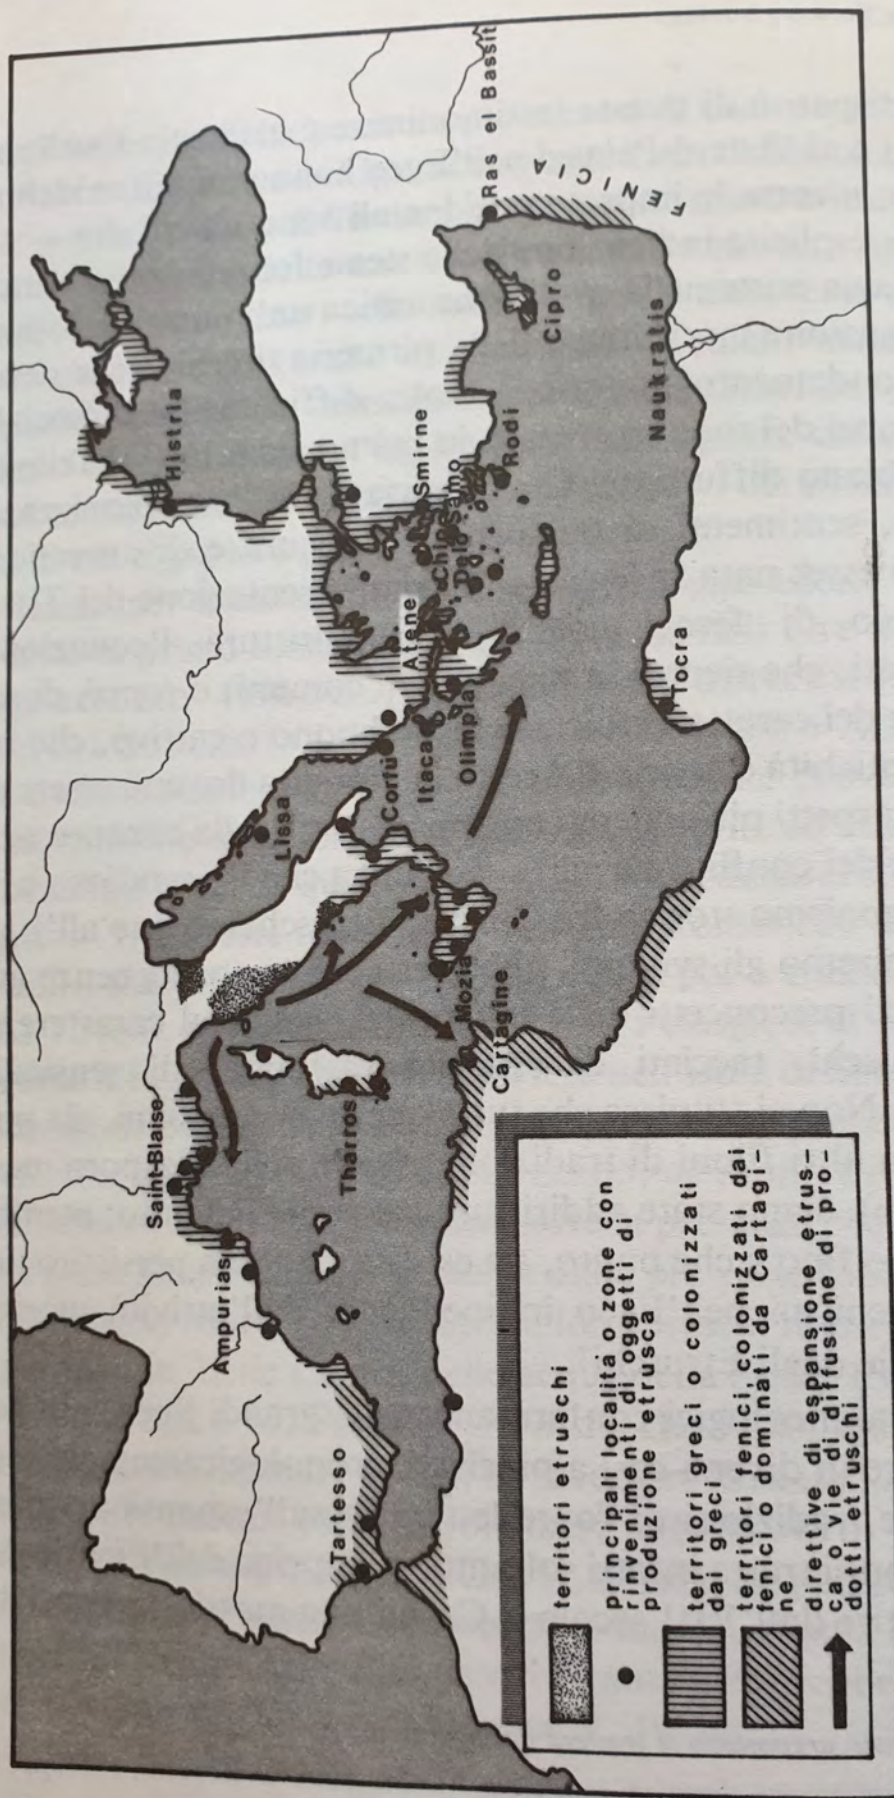 Ras el Bassit
FENICIA
Cipro
Naukratis
Histria
Smirne
Chio
Samo
Delo
Rodi
Atene
Tocra
Olimpia
Itaca
Corfù
Lissa
Mozia
Cartagine
Tharros
Saint-Blaise
Ampurias
Tartesso
territori etruschi
principali località o zone con
rinvenimenti di oggetti di
produzione etrusca
territori greci o colonizzati
dai greci
territori fenici, colonizzati dai
fenici o dominati da Cartagi-
ne
direttive di espansione etrus-
ca o vie di diffusione di pro-
dotti etruschi